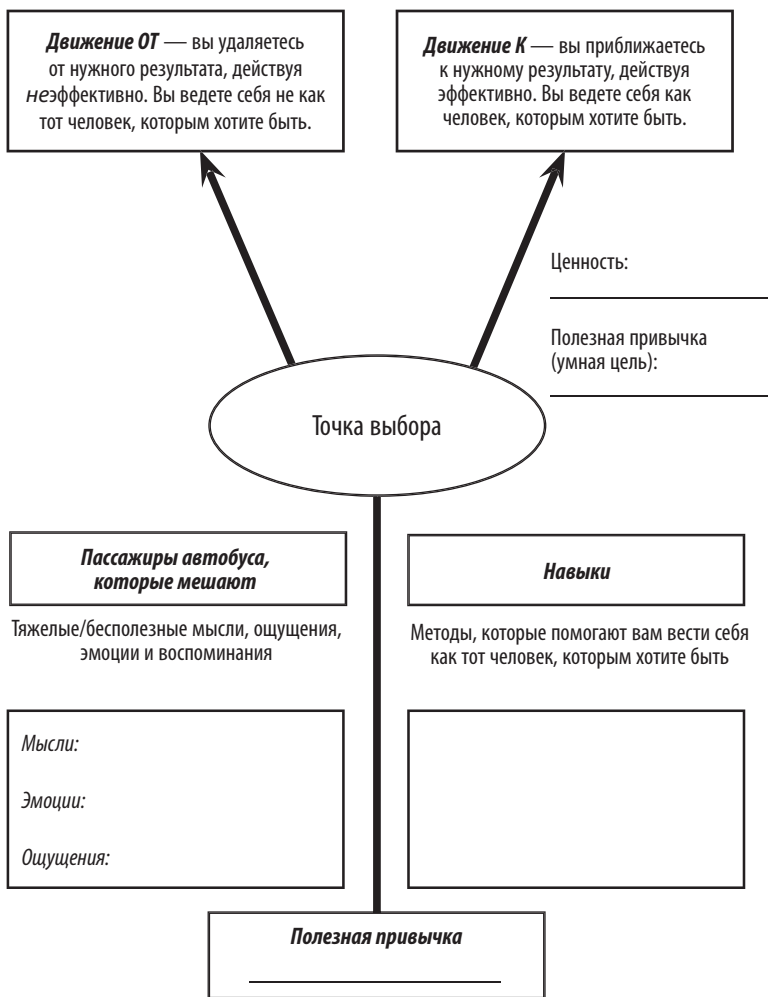 Движение ОТ — вы удаляетесь
от нужного результата, действуя
неэффективно. Вы ведете себя не как
тот человек, которым хотите быть.
Движение К — вы приближаетесь
к нужному результату, действуя
эффективно. Вы ведете себя как
человек, которым хотите быть.
Ценность:
Полезная привычка
(умная цель):
Точка выбора
Пассажиры автобуса,
которые мешают
Тяжелые/бесполезные мысли, ощущения,
эмоции и воспоминания
Мысли:
Эмоции:
Ощущения:
Навыки
Методы, которые помогают вам вести себя
как тот человек, которым хотите быть
Полезная привычка